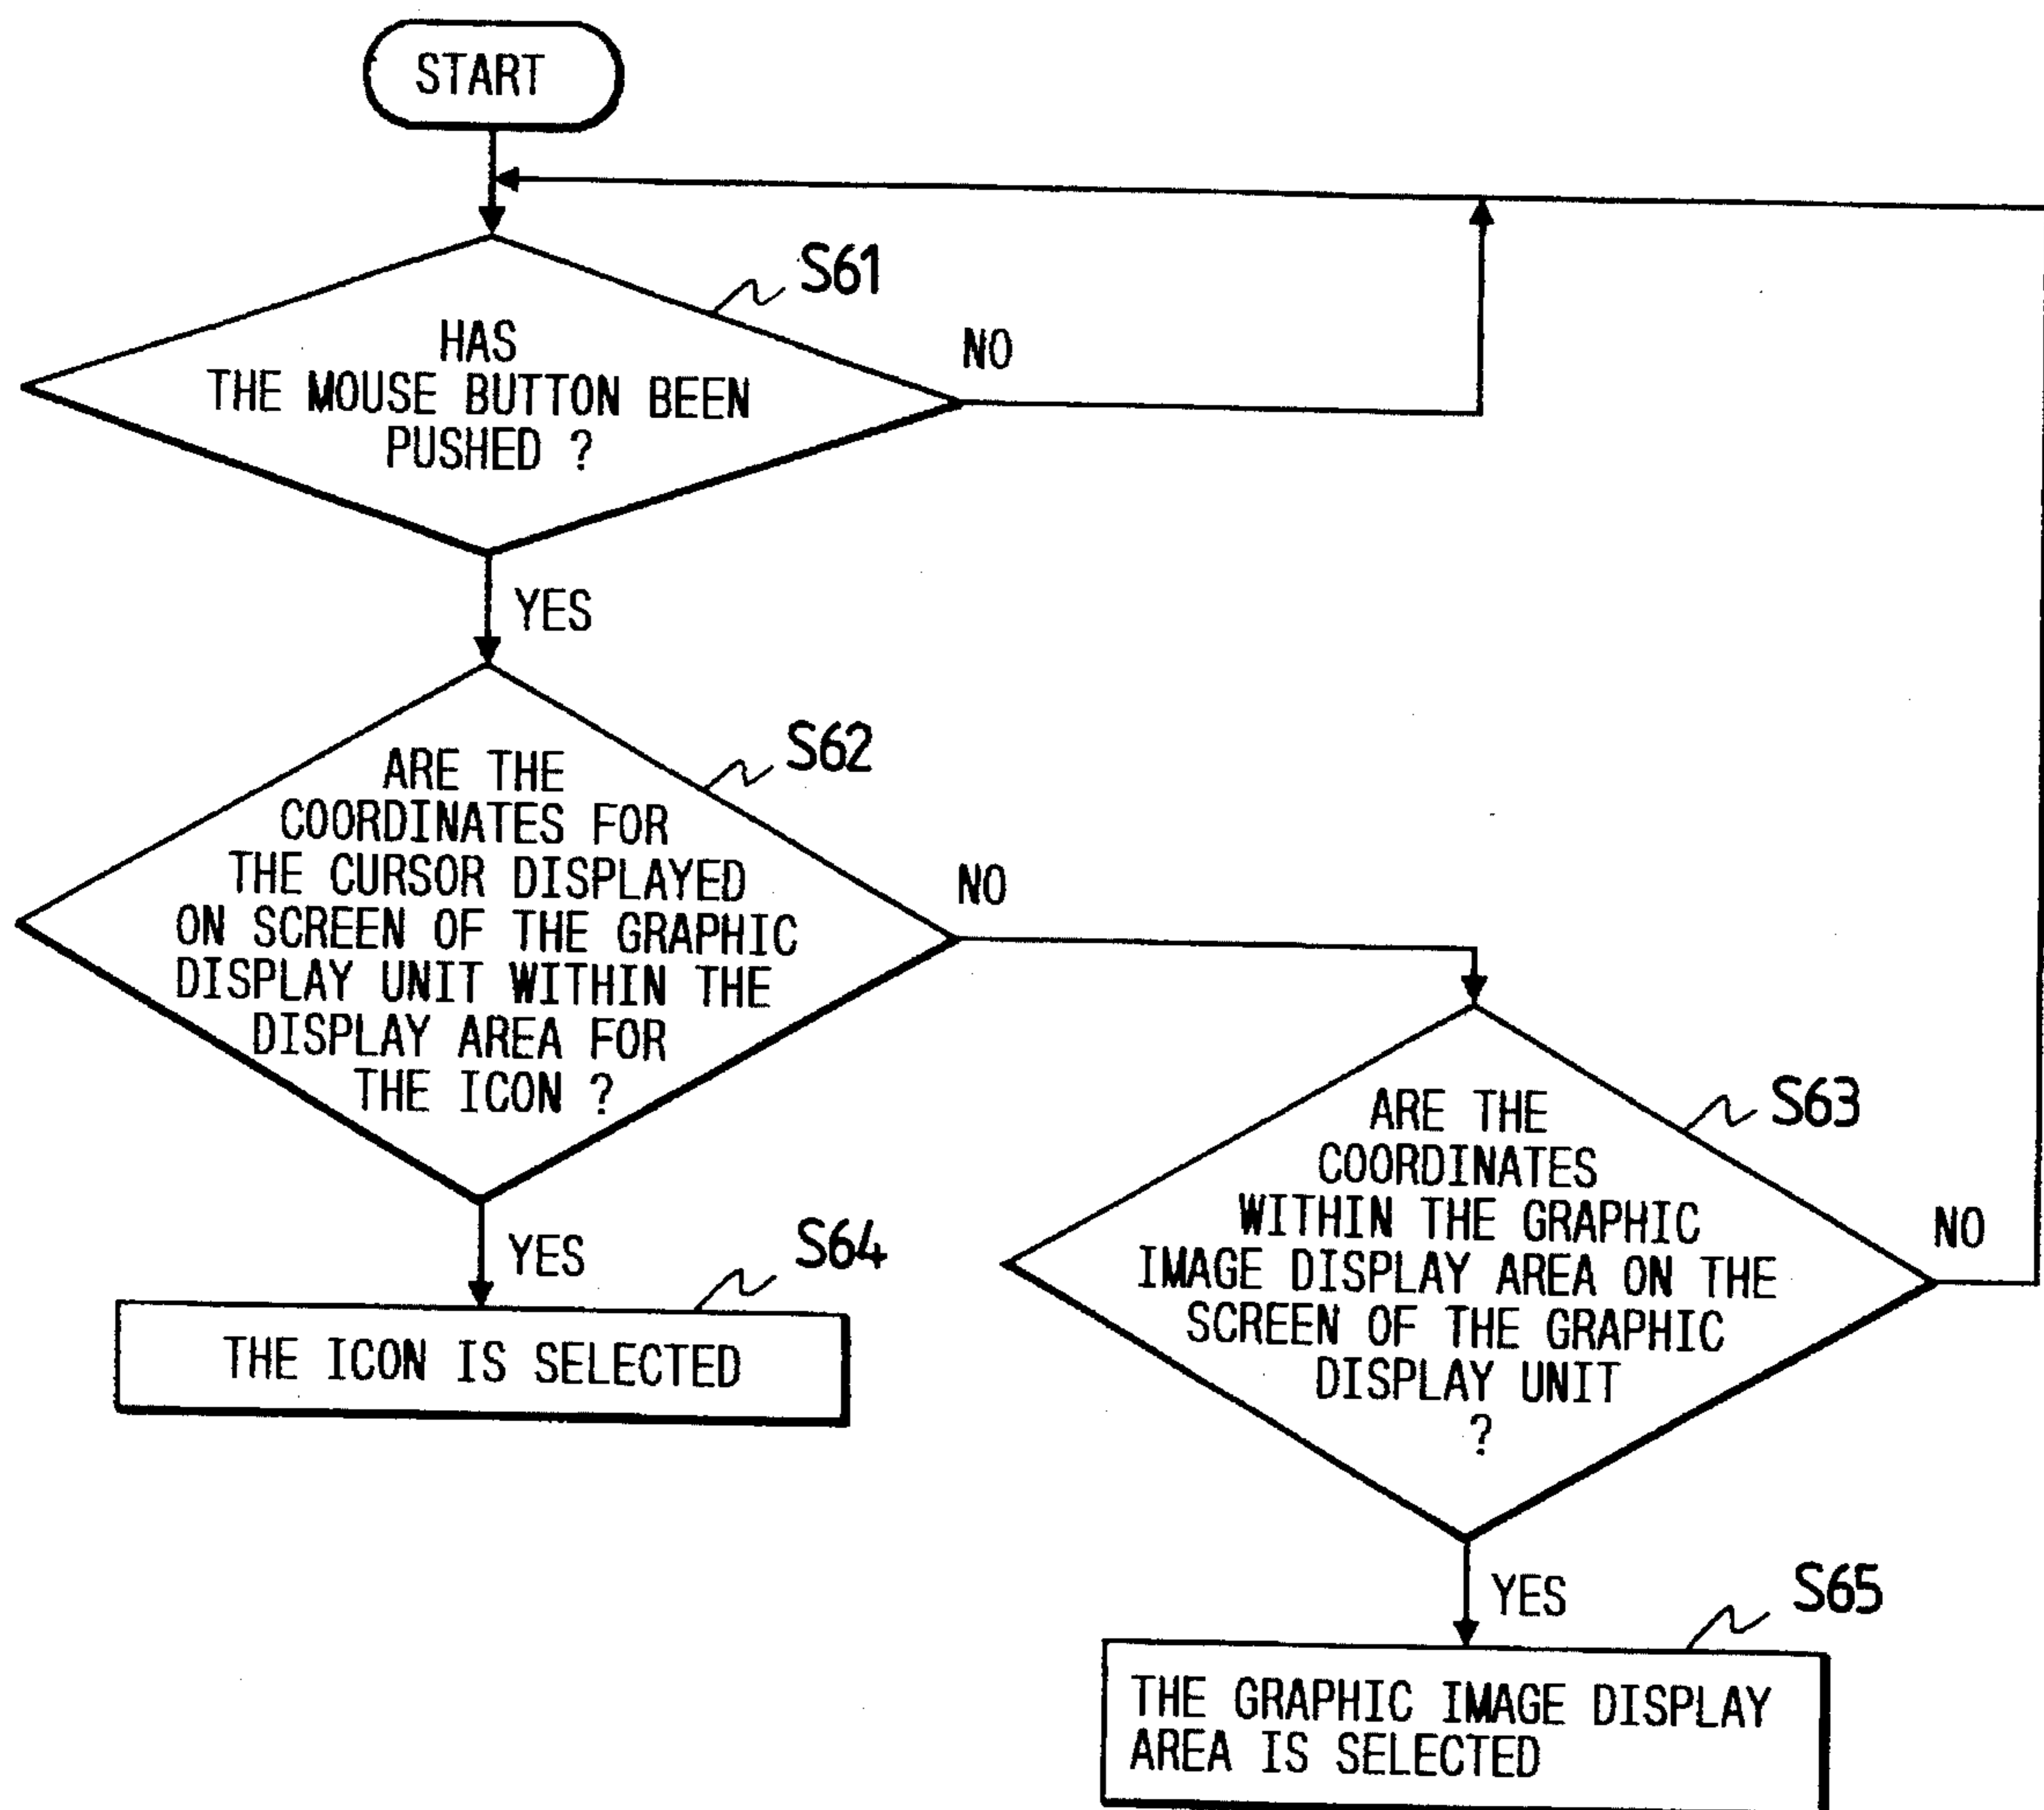 START
S61
HAS
THE MOUSE BUTTON BEEN
PUSHED ?
NO
YES
S62
ARE THE
COORDINATES FOR
THE CURSOR DISPLAYED
ON SCREEN OF THE GRAPHIC
DISPLAY UNIT WITHIN THE
DISPLAY AREA FOR
THE ICON ?
NO
YES
S64
THE ICON IS SELECTED
S63
ARE THE
COORDINATES
WITHIN THE GRAPHIC
IMAGE DISPLAY AREA ON THE
SCREEN OF THE GRAPHIC
DISPLAY UNIT
?
NO
YES
S65
THE GRAPHIC IMAGE DISPLAY
AREA IS SELECTED